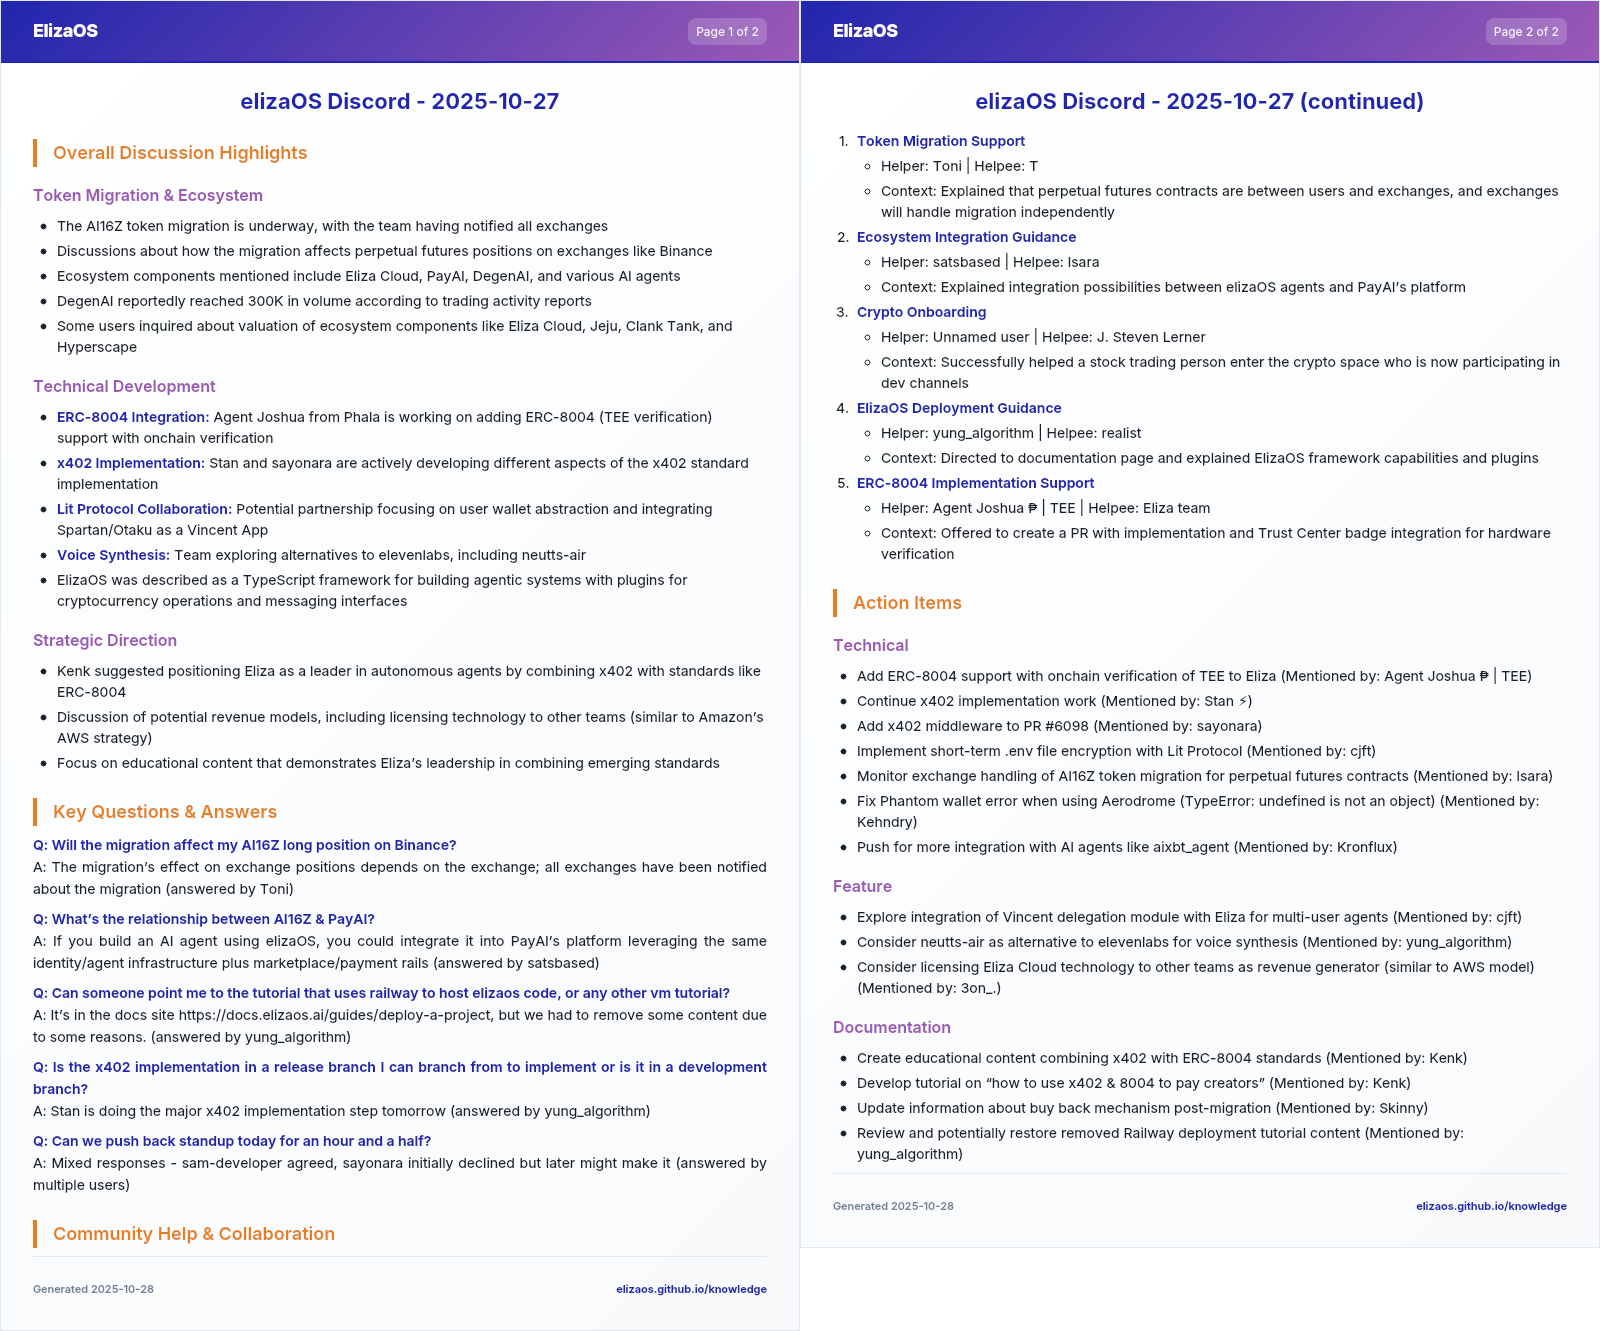 ElizaOS
Page 1 of 2
elizaOS Discord - 2025-10-27
Overall Discussion Highlights
Token Migration & Ecosystem
• The AI16Z token migration is underway, with the team having notified all exchanges
• Discussions about how the migration affects perpetual futures positions on exchanges like Binance
• Ecosystem components mentioned include Eliza Cloud, PayAI, DegenAI, and various AI agents
• DegenAI reportedly reached 300K in volume according to trading activity reports
• Some users inquired about valuation of ecosystem components like Eliza Cloud, Jeju, Clank Tank, and
Hyperscape
Technical Development
• ERC-8004 Integration: Agent Joshua from Phala is working on adding ERC-8004 (TEE verification)
support with onchain verification
• x402 Implementation: Stan and sayonara are actively developing different aspects of the x402 standard
implementation
• Lit Protocol Collaboration: Potential partnership focusing on user wallet abstraction and integrating
Spartan/Otaku as a Vincent App
• Voice Synthesis: Team exploring alternatives to elevenlabs, including neutts-air
• ElizaOS was described as a TypeScript framework for building agentic systems with plugins for
cryptocurrency operations and messaging interfaces
Strategic Direction
• Kenk suggested positioning Eliza as a leader in autonomous agents by combining x402 with standards like
ERC-8004
• Discussion of potential revenue models, including licensing technology to other teams (similar to Amazon's
AWS strategy)
• Focus on educational content that demonstrates Eliza's leadership in combining emerging standards
Key Questions & Answers
Q: Will the migration affect my AI16Z long position on Binance?
A: The migration's effect on exchange positions depends on the exchange; all exchanges have been notified
about the migration (answered by Toni)
Q: What's the relationship between AI16Z & PayAI?
A: If you build an AI agent using elizaOS, you could integrate it into PayAI's platform leveraging the same
identity/agent infrastructure plus marketplace/payment rails (answered by satsbased)
Q: Can someone point me to the tutorial that uses railway to host elizaos code, or any other vm tutorial?
A: It's in the docs site https://docs.elizaos.ai/guides/deploy-a-project, but we had to remove some content due
to some reasons. (answered by yung_algorithm)
Q: Is the x402 implementation in a release branch I can branch from to implement or is it in a development
branch?
A: Stan is doing the major x402 implementation step tomorrow (answered by yung_algorithm)
Q: Can we push back standup today for an hour and a half?
A: Mixed responses - sam-developer agreed, sayonara initially declined but later might make it (answered by
multiple users)
Community Help & Collaboration
Generated 2025-10-28
elizaos.github.io/knowledge
ElizaOS
Page 2 of 2
elizaOS Discord - 2025-10-27 (continued)
1. Token Migration Support
◦ Helper: Toni | Helpee: T
◦ Context: Explained that perpetual futures contracts are between users and exchanges, and exchanges
will handle migration independently
2. Ecosystem Integration Guidance
◦ Helper: satsbased | Helpee: Isara
◦ Context: Explained integration possibilities between elizaOS agents and PayAI's platform
3. Crypto Onboarding
◦ Helper: Unnamed user | Helpee: J. Steven Lerner
◦ Context: Successfully helped a stock trading person enter the crypto space who is now participating in
dev channels
4. ElizaOS Deployment Guidance
◦ Helper: yung_algorithm | Helpee: realist
◦ Context: Directed to documentation page and explained ElizaOS framework capabilities and plugins
5. ERC-8004 Implementation Support
◦ Helper: Agent Joshua ₱ | TEE | Helpee: Eliza team
◦ Context: Offered to create a PR with implementation and Trust Center badge integration for hardware
verification
Action Items
Technical
• Add ERC-8004 support with onchain verification of TEE to Eliza (Mentioned by: Agent Joshua ₱ | TEE)
• Continue x402 implementation work (Mentioned by: Stan ⚡)
• Add x402 middleware to PR #6098 (Mentioned by: sayonara)
• Implement short-term .env file encryption with Lit Protocol (Mentioned by: cjft)
• Monitor exchange handling of AI16Z token migration for perpetual futures contracts (Mentioned by: Isara)
• Fix Phantom wallet error when using Aerodrome (TypeError: undefined is not an object) (Mentioned by:
Kehndry)
• Push for more integration with AI agents like aixbt_agent (Mentioned by: Kronflux)
Feature
• Explore integration of Vincent delegation module with Eliza for multi-user agents (Mentioned by: cjft)
• Consider neutts-air as alternative to elevenlabs for voice synthesis (Mentioned by: yung_algorithm)
• Consider licensing Eliza Cloud technology to other teams as revenue generator (similar to AWS model)
(Mentioned by: 3on_.)
Documentation
• Create educational content combining x402 with ERC-8004 standards (Mentioned by: Kenk)
• Develop tutorial on “how to use x402 & 8004 to pay creators” (Mentioned by: Kenk)
• Update information about buy back mechanism post-migration (Mentioned by: Skinny)
• Review and potentially restore removed Railway deployment tutorial content (Mentioned by:
yung_algorithm)
Generated 2025-10-28
elizaos.github.io/knowledge